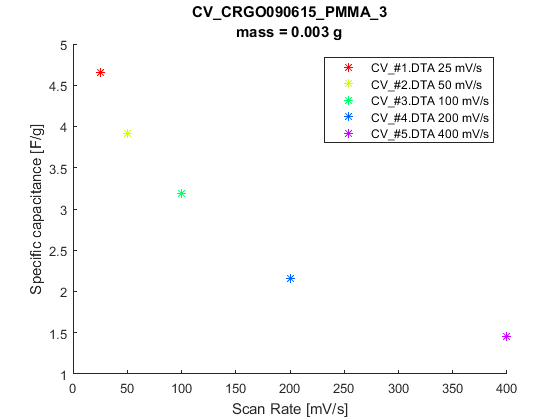 CV_CRGO090615_PMMA_3
mass = 0.003 g
CV_#1.DTA 25 mV/s
CV_#2.DTA 50 mV/s
CV_#3.DTA 100 mV/s
CV_#4.DTA 200 mV/s
CV_#5.DTA 400 mV/s
Specific capacitance [F/g]
5
4.5
4
3.5
3
2.5
2
1.5
1
0 50 100 150 200 250 300 350 400
Scan Rate [mV/s]